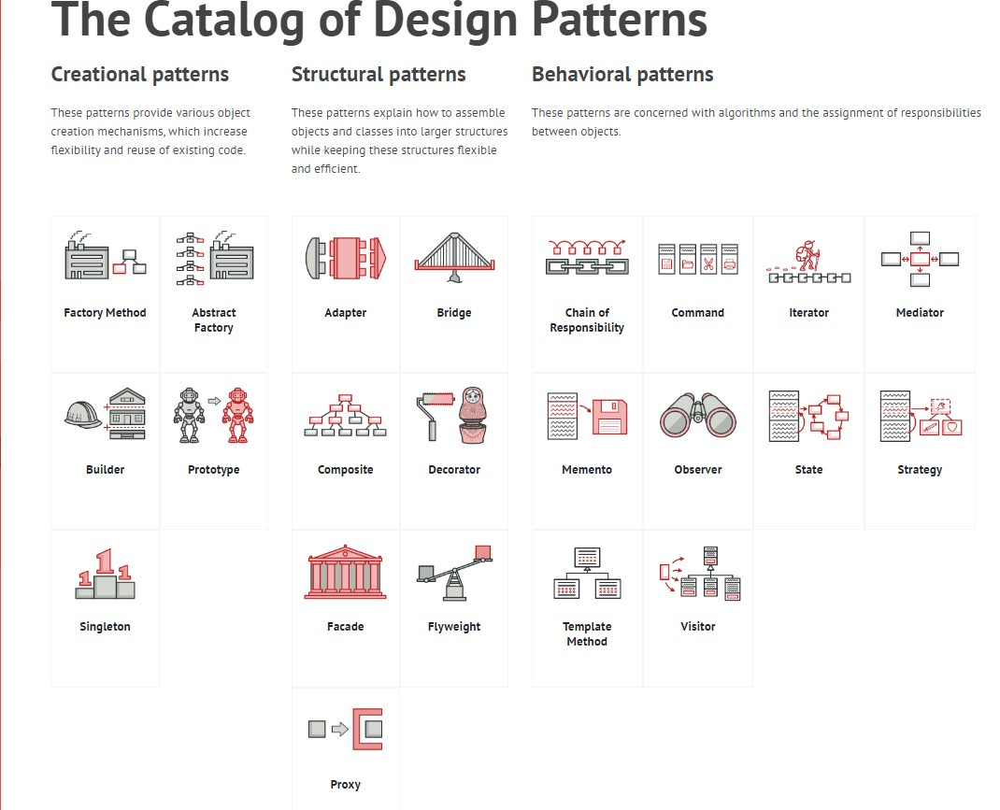 The Catalog of Design Patterns
Creational patterns
These patterns provide various object
creation mechanisms, which increase
flexibility and reuse of existing code.
Factory Method
Abstract
Factory
Builder
Prototype
1 1 1
Singleton
Structural patterns
These patterns explain how to assemble
objects and classes into larger structures
while keeping these structures flexible
and efficient.
Adapter
Bridge
Composite
Decorator
Facade
Flyweight
Proxy
Behavioral patterns
These patterns are concerned with algorithms and the assignment of responsibilities
between objects.
Chain of
Responsibility
Command
Iterator
Mediator
Memento
Observer
State
Strategy
Template
Method
Visitor